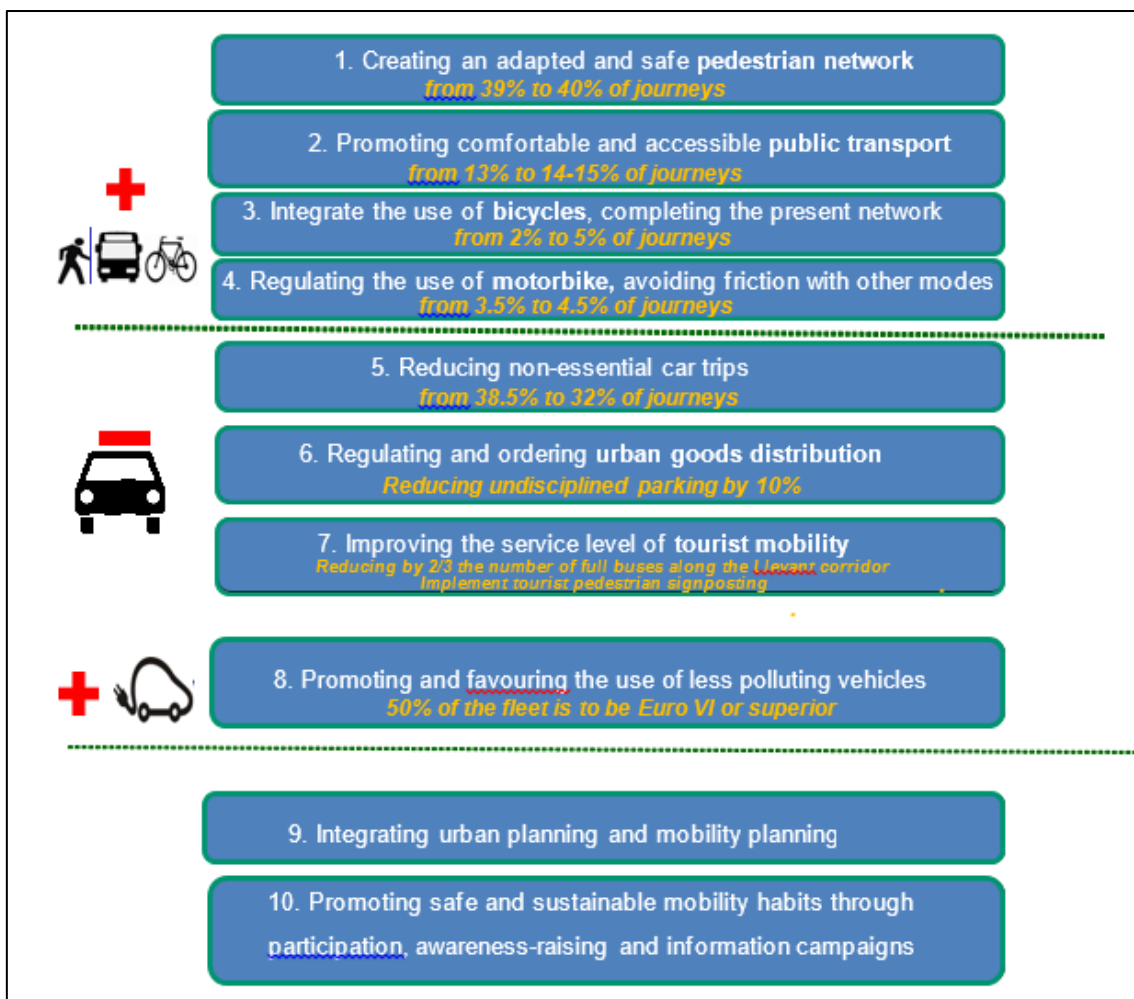 1. Creating an adapted and safe pedestrian network
from 39% to 40% of journeys
2. Promoting comfortable and accessible public transport
from 13% to 14-15% of journeys
3. Integrate the use of bicycles, completing the present network
from 2% to 5% of journeys
4. Regulating the use of motorbike, avoiding friction with other modes
from 3.5% to 4.5% of journeys
5. Reducing non-essential car trips
from 38.5% to 32% of journeys
6. Regulating and ordering urban goods distribution
Reducing undisciplined parking by 10%
7. Improving the service level of tourist mobility
Reducing by 2/3 the number of full buses along the Llevant corridor
Implement tourist pedestrian signposting
8. Promoting and favouring the use of less polluting vehicles
50% of the fleet is to be Euro VI or superior
9. Integrating urban planning and mobility planning
10. Promoting safe and sustainable mobility habits through
participation, awareness-raising and information campaigns